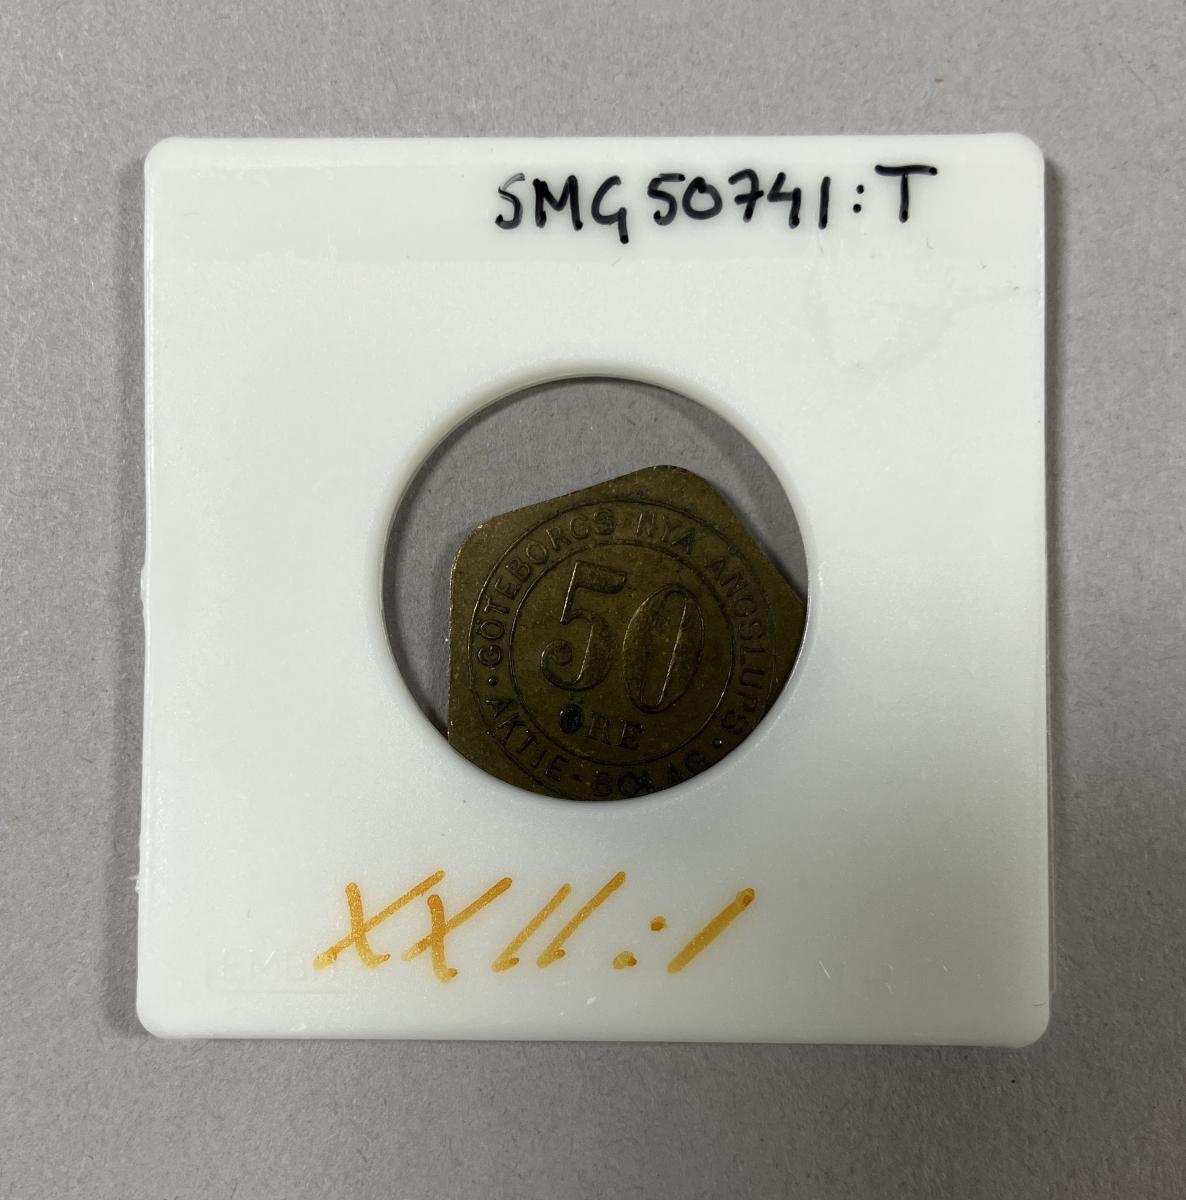 SMG 50741:T
GÖTEBORGS NYA ÅNGSLUPS
50
ÖRE
AKTIE-BOLAG
XXII:1